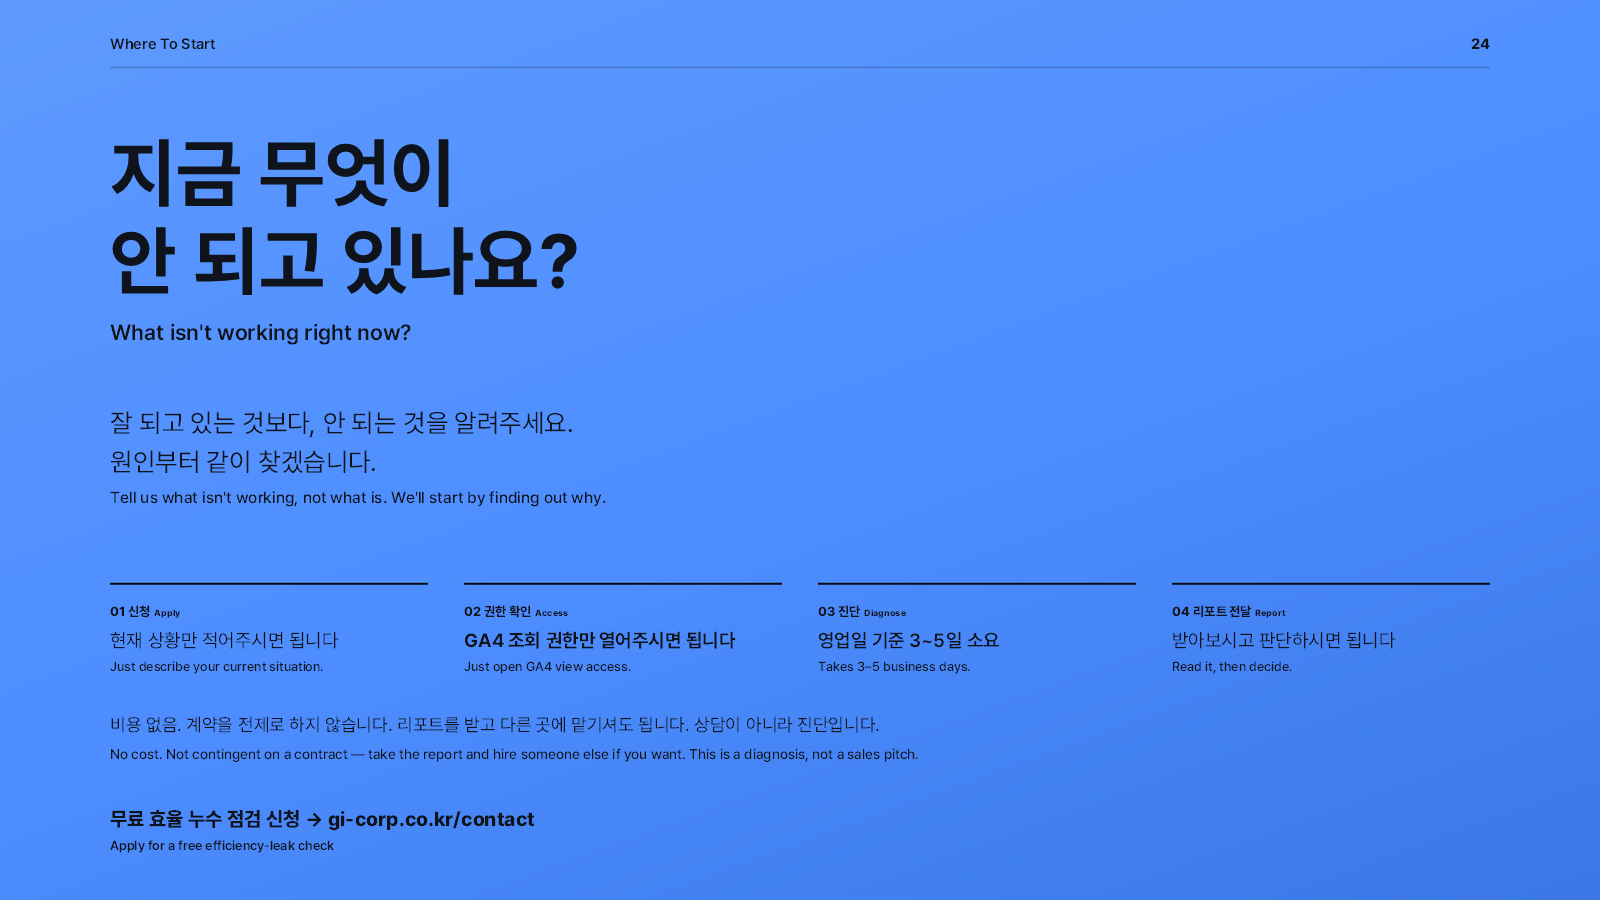 Where To Start
24
지금 무엇이
안 되고 있나요?
What isn't working right now?
잘 되고 있는 것보다, 안 되는 것을 알려주세요.
원인부터 같이 찾겠습니다.
Tell us what isn't working, not what is. We'll start by finding out why.
01 신청 Apply
현재 상황만 적어주시면 됩니다
Just describe your current situation.
02 권한 확인 Access
GA4 조회 권한만 열어주시면 됩니다
Just open GA4 view access.
03 진단 Diagnose
영업일 기준 3~5일 소요
Takes 3–5 business days.
04 리포트 전달 Report
받아보시고 판단하시면 됩니다
Read it, then decide.
비용 없음. 계약을 전제로 하지 않습니다. 리포트를 받고 다른 곳에 맡기셔도 됩니다. 상담이 아니라 진단입니다.
No cost. Not contingent on a contract — take the report and hire someone else if you want. This is a diagnosis, not a sales pitch.
무료 효율 누수 점검 신청 → gi-corp.co.kr/contact
Apply for a free efficiency-leak check